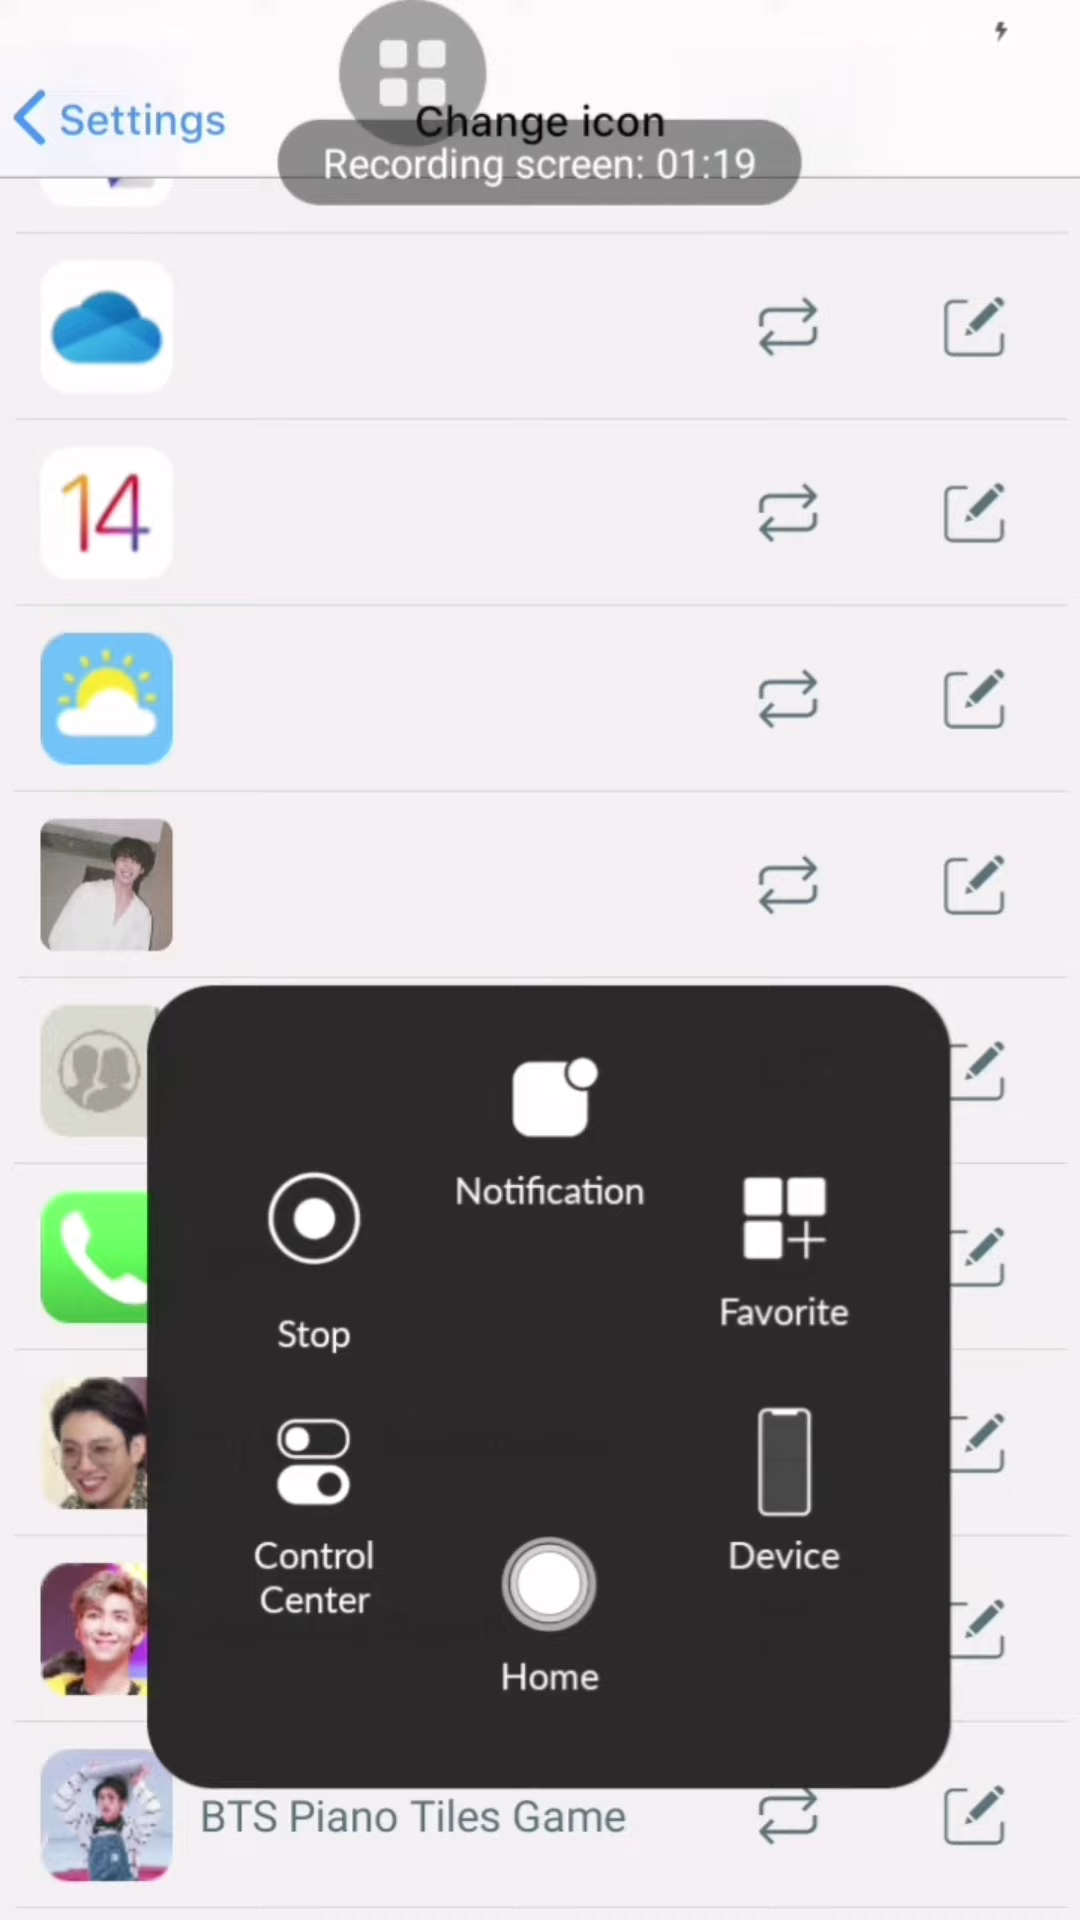 Settings
Change icon
Recording screen: 01:19
14
Notification
Favorite
Stop
Control
Center
Device
Home
BTS Piano Tiles Game